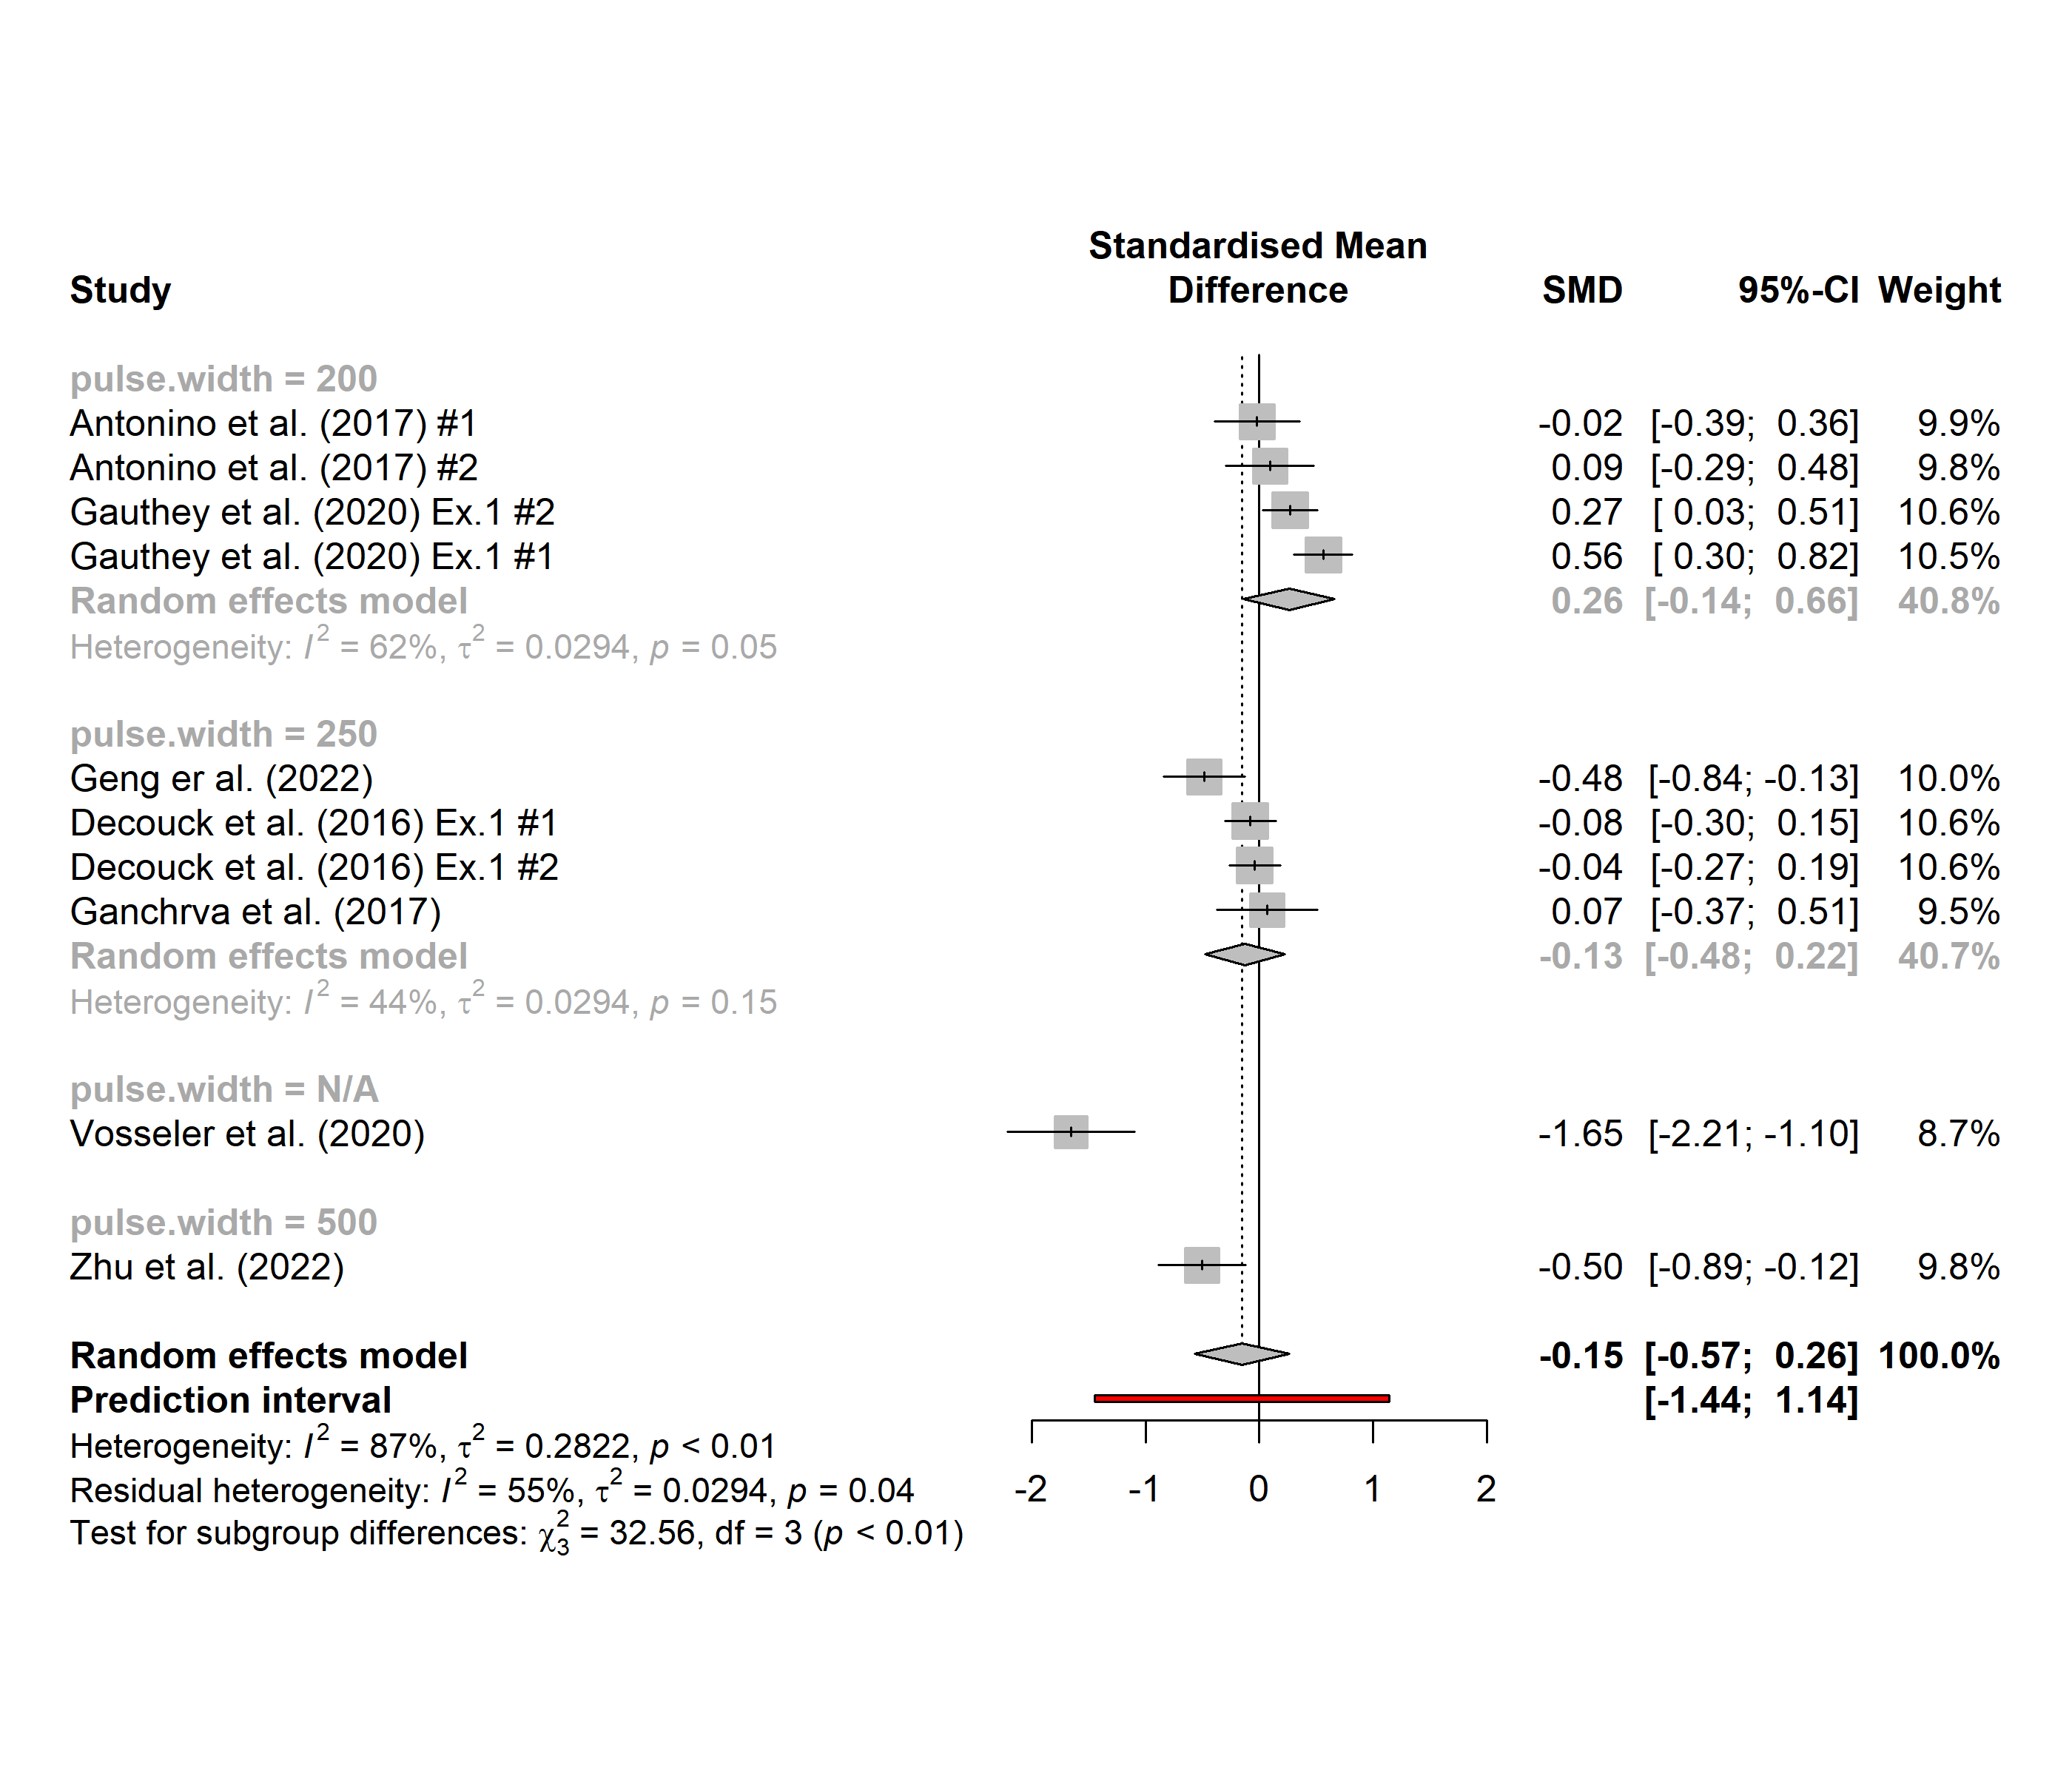 Standardised Mean
Study Difference SMD 95%-CI Weight
pulse.width = 200
Antonino et al. (2017) #1 -0.02 [-0.39; 0.36] 9.9%
Antonino et al. (2017) #2 0.09 [-0.29; 0.48] 9.8%
Gauthey et al. (2020) Ex.1 #2 0.27 [ 0.03; 0.51] 10.6%
Gauthey et al. (2020) Ex.1 #1 0.56 [ 0.30; 0.82] 10.5%
Random effects model 0.26 [-0.14; 0.66] 40.8%
Heterogeneity: I² = 62%, τ² = 0.0294, p = 0.05
pulse.width = 250
Geng er al. (2022) -0.48 [-0.84; -0.13] 10.0%
Decouck et al. (2016) Ex.1 #1 -0.08 [-0.30; 0.15] 10.6%
Decouck et al. (2016) Ex.1 #2 -0.04 [-0.27; 0.19] 10.6%
Ganchrva et al. (2017) 0.07 [-0.37; 0.51] 9.5%
Random effects model -0.13 [-0.48; 0.22] 40.7%
Heterogeneity: I² = 44%, τ² = 0.0294, p = 0.15
pulse.width = N/A
Vosseler et al. (2020) -1.65 [-2.21; -1.10] 8.7%
pulse.width = 500
Zhu et al. (2022) -0.50 [-0.89; -0.12] 9.8%
Random effects model -0.15 [-0.57; 0.26] 100.0%
Prediction interval [-1.44; 1.14]
Heterogeneity: I² = 87%, τ² = 0.2822, p < 0.01
Residual heterogeneity: I² = 55%, τ² = 0.0294, p = 0.04
-2 -1 0 1 2
Test for subgroup differences: χ²₃ = 32.56, df = 3 (p < 0.01)